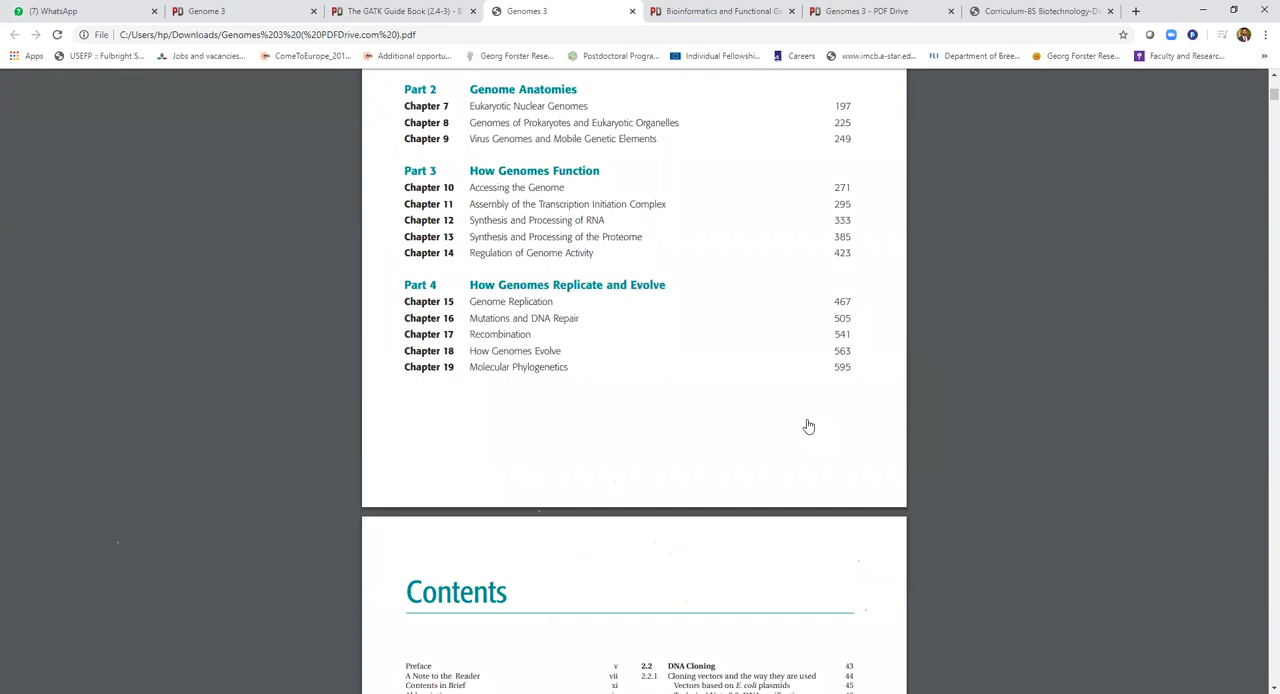 (7) WhatsApp
Genome 3
The GATK Guide Book (2.4-3) - E
Genomes 3
Bioinformatics and Functional Ge
Genomes 3 - PDF Drive
Curriculum-BS Biotechnology-De
File
C:/Users/hp/Downloads/Genomes%203%20(%20PDFDrive.com%20).pdf
Apps
USEFP :: Fulbright S...
Jobs and vacancies...
ComeToEurope_201...
Additional opportu...
Georg Forster Rese...
Postdoctoral Progra...
Individual Fellowshi...
Careers
www.imcb.a-star.ed...
FLI
Department of Bree...
Georg Forster Rese...
Faculty and Researc...
»
Part 2 Genome Anatomies
Chapter 7 Eukaryotic Nuclear Genomes 197
Chapter 8 Genomes of Prokaryotes and Eukaryotic Organelles 225
Chapter 9 Virus Genomes and Mobile Genetic Elements 249
Part 3 How Genomes Function
Chapter 10 Accessing the Genome 271
Chapter 11 Assembly of the Transcription Initiation Complex 295
Chapter 12 Synthesis and Processing of RNA 333
Chapter 13 Synthesis and Processing of the Proteome 385
Chapter 14 Regulation of Genome Activity 423
Part 4 How Genomes Replicate and Evolve
Chapter 15 Genome Replication 467
Chapter 16 Mutations and DNA Repair 505
Chapter 17 Recombination 541
Chapter 18 How Genomes Evolve 563
Chapter 19 Molecular Phylogenetics 595
Contents
Preface v
A Note to the Reader vii
Contents in Brief xi
2.2 DNA Cloning 43
2.2.1 Cloning vectors and the way they are used 44
Vectors based on E. coli plasmids 45